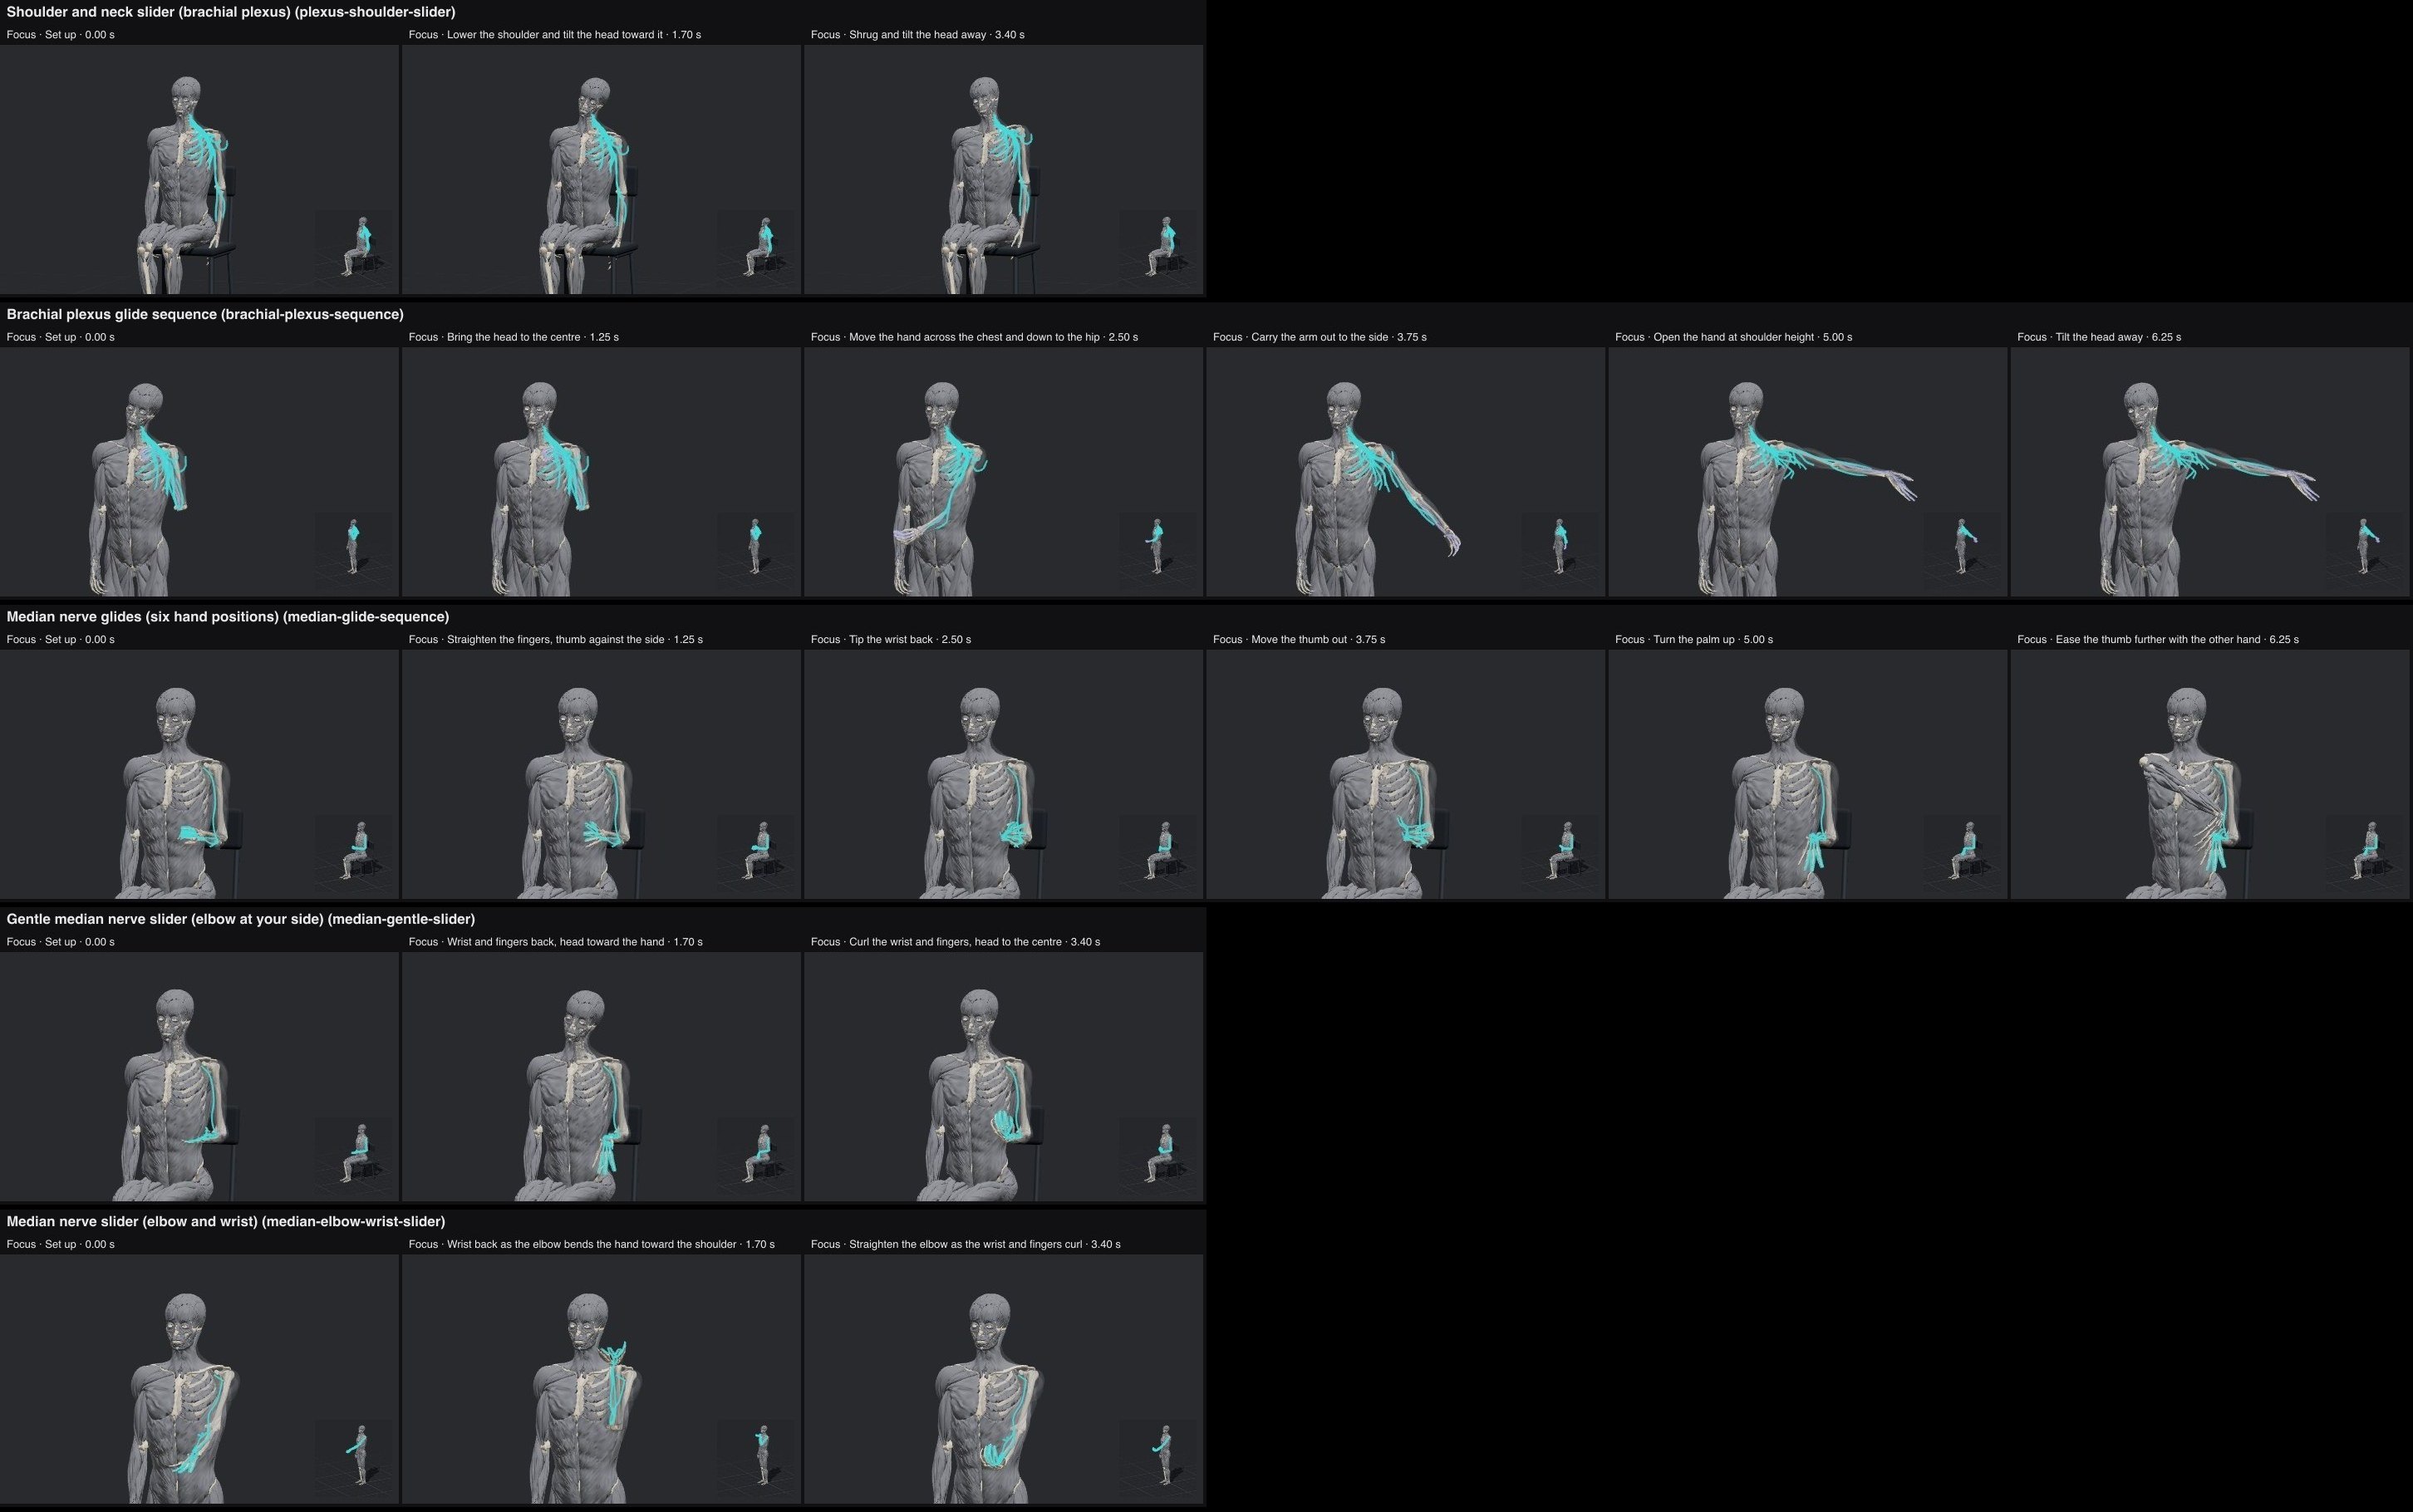 Shoulder and neck slider (brachial plexus) (plexus-shoulder-slider)
Focus · Set up · 0.00 s
Focus · Lower the shoulder and tilt the head toward it · 1.70 s
Focus · Shrug and tilt the head away · 3.40 s
Brachial plexus glide sequence (brachial-plexus-sequence)
Focus · Set up · 0.00 s
Focus · Bring the head to the centre · 1.25 s
Focus · Move the hand across the chest and down to the hip · 2.50 s
Focus · Carry the arm out to the side · 3.75 s
Focus · Open the hand at shoulder height · 5.00 s
Focus · Tilt the head away · 6.25 s
Median nerve glides (six hand positions) (median-glide-sequence)
Focus · Set up · 0.00 s
Focus · Straighten the fingers, thumb against the side · 1.25 s
Focus · Tip the wrist back · 2.50 s
Focus · Move the thumb out · 3.75 s
Focus · Turn the palm up · 5.00 s
Focus · Ease the thumb further with the other hand · 6.25 s
Gentle median nerve slider (elbow at your side) (median-gentle-slider)
Focus · Set up · 0.00 s
Focus · Wrist and fingers back, head toward the hand · 1.70 s
Focus · Curl the wrist and fingers, head to the centre · 3.40 s
Median nerve slider (elbow and wrist) (median-elbow-wrist-slider)
Focus · Set up · 0.00 s
Focus · Wrist back as the elbow bends the hand toward the shoulder · 1.70 s
Focus · Straighten the elbow as the wrist and fingers curl · 3.40 s